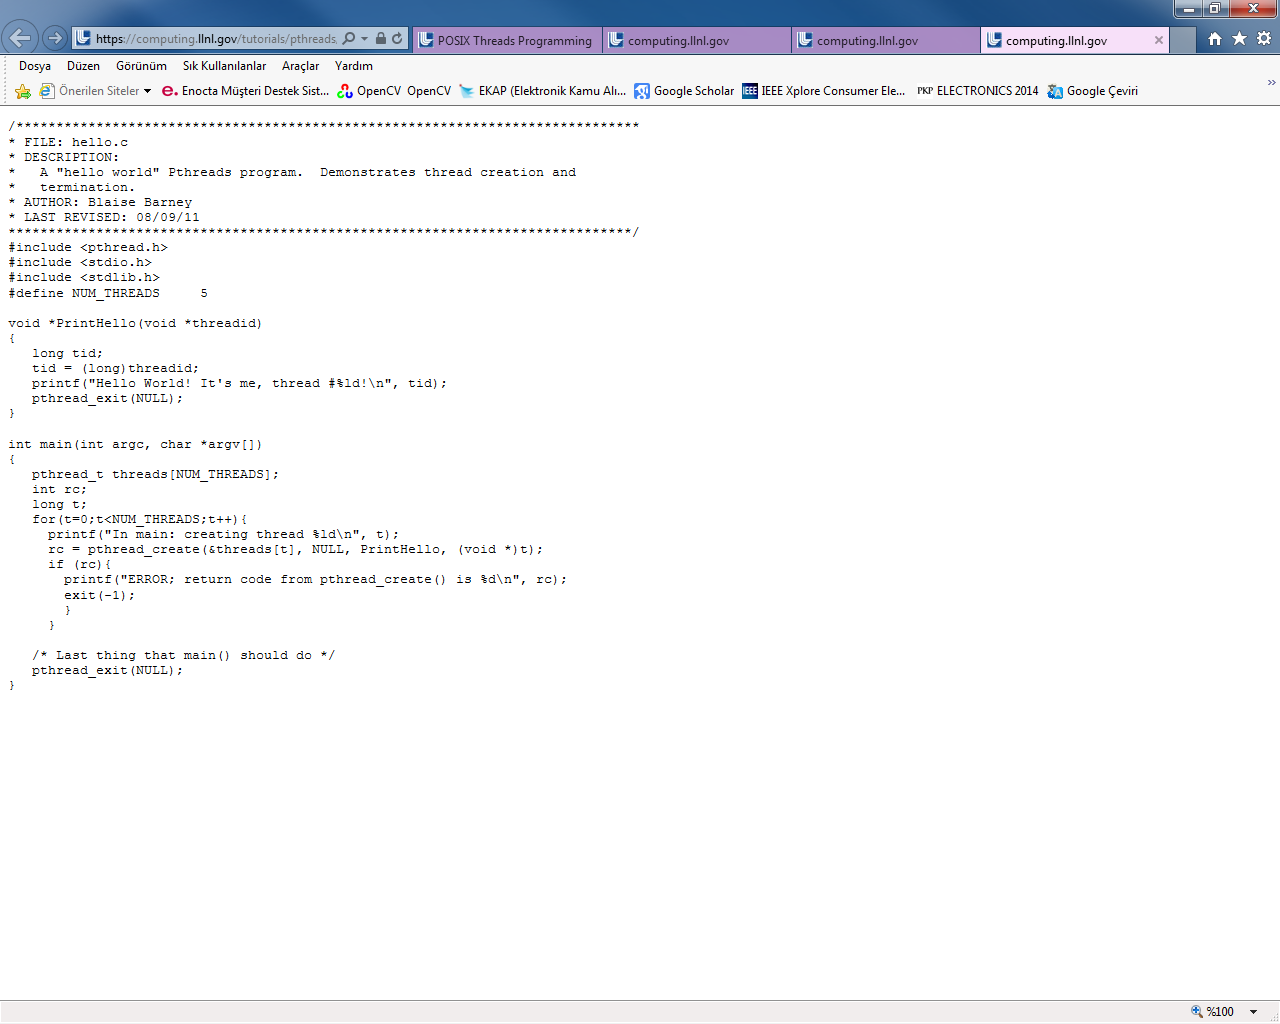 https://computing.llnl.gov/tutorials/pthreads
POSIX Threads Programming
computing.llnl.gov
computing.llnl.gov
computing.llnl.gov
Dosya Düzen Görünüm Sık Kullanılanlar Araçlar Yardım
Önerilen Siteler e. Enocta Müşteri Destek Sist... OpenCV OpenCV EKAP (Elektronik Kamu Alı... Google Scholar IEEE IEEE Xplore Consumer Ele... PKP ELECTRONICS 2014 Google Çeviri
/******************************************************************************
* FILE: hello.c
* DESCRIPTION:
*   A "hello world" Pthreads program.  Demonstrates thread creation and
*   termination.
* AUTHOR: Blaise Barney
* LAST REVISED: 08/09/11
******************************************************************************/
#include <pthread.h>
#include <stdio.h>
#include <stdlib.h>
#define NUM_THREADS     5
void *PrintHello(void *threadid)
{
   long tid;
   tid = (long)threadid;
   printf("Hello World! It's me, thread #%ld!\n", tid);
   pthread_exit(NULL);
}
int main(int argc, char *argv[])
{
   pthread_t threads[NUM_THREADS];
   int rc;
   long t;
   for(t=0;t<NUM_THREADS;t++){
     printf("In main: creating thread %ld\n", t);
     rc = pthread_create(&threads[t], NULL, PrintHello, (void *)t);
     if (rc){
       printf("ERROR; return code from pthread_create() is %d\n", rc);
       exit(-1);
       }
     }
   /* Last thing that main() should do */
   pthread_exit(NULL);
}
%100